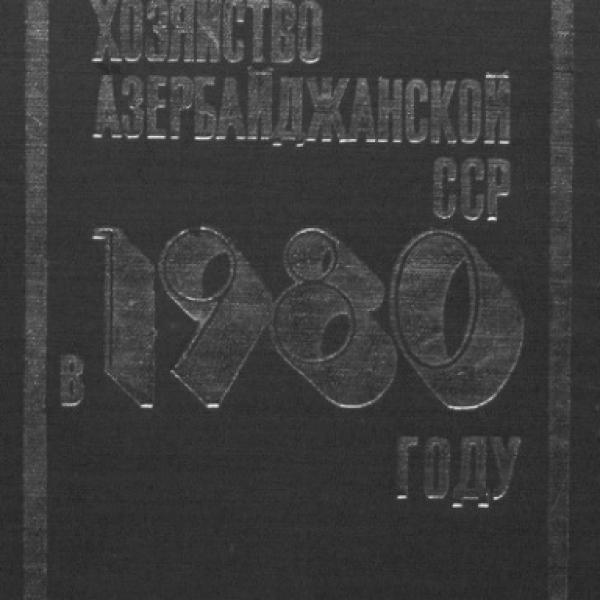 ХОЗЯЙСТВО
АЗЕРБАЙДЖАНСКОЙ
ССР
в 1980
ГОДУ